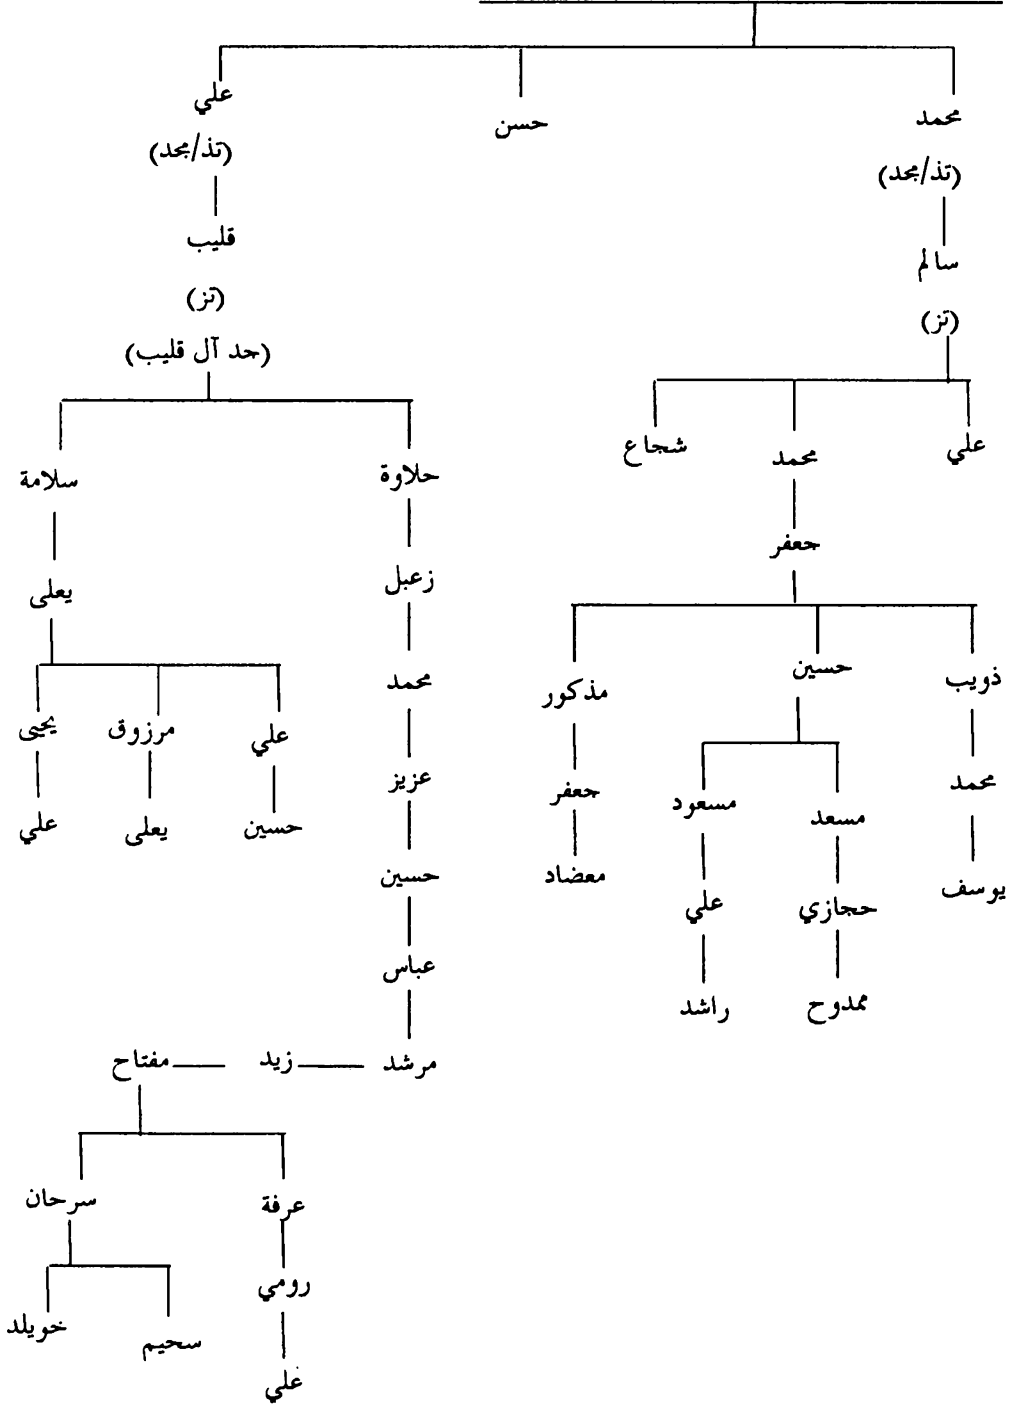 محمد
حسن
علي
(تذ/مجد)
(تذ/مجد)
سالم
قليب
(تز)
(تز)
(حد آل قليب)
علي
محمد
شجاع
حلاوة
سلامة
جعفر
زعبل
يعلى
ذويب
حسين
مذكور
محمد
علي
مرزوق
يحيى
محمد
مسعد
مسعود
جعفر
عزيز
حسين
يعلى
علي
يوسف
حجازي
علي
معضاد
حسين
ممدوح
راشد
عباس
مرشد
زيد
مفتاح
عرفة
سرحان
رومي
سحيم
خويلد
علي